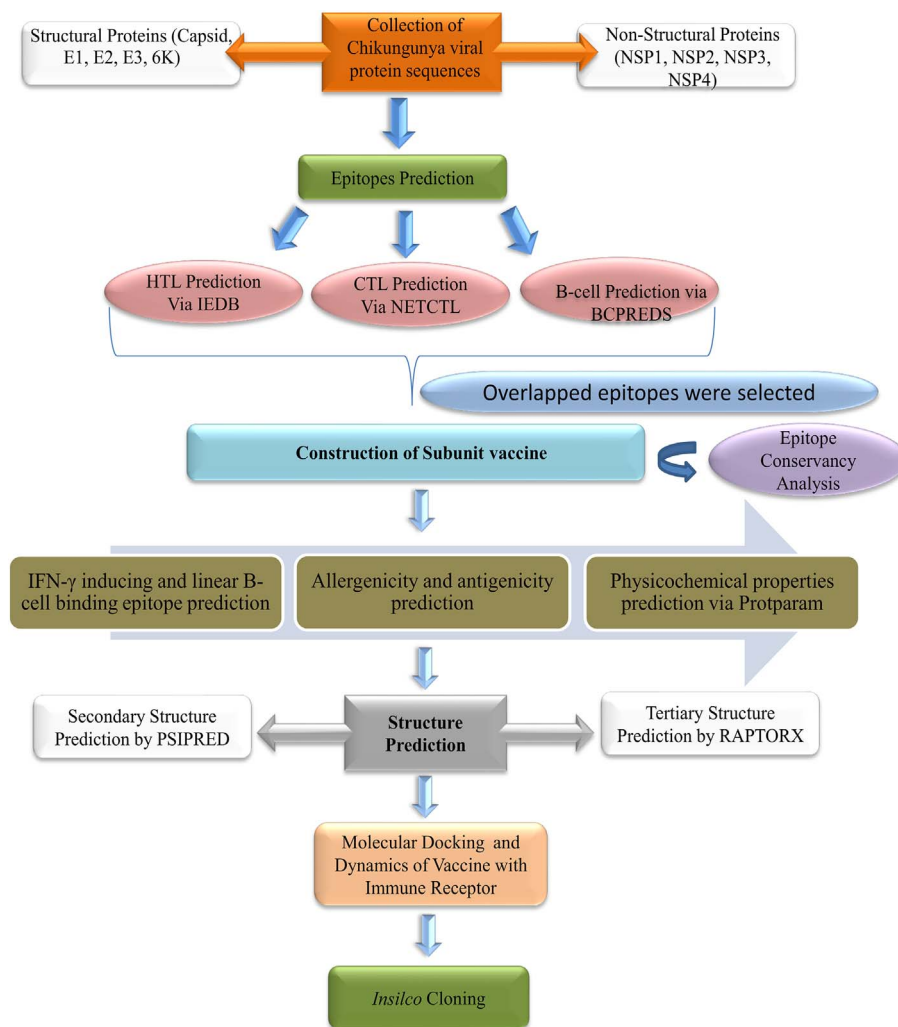 Structural Proteins (Capsid,
E1, E2, E3, 6K)
Collection of
Chikungunya viral
protein sequences
Non-Structural Proteins
(NSP1, NSP2, NSP3,
NSP4)
Epitopes Prediction
HTL Prediction
Via IEDB
CTL Prediction
Via NETCTL
B-cell Prediction via
BCPREDS
Overlapped epitopes were selected
Construction of Subunit vaccine
Epitope
Conservancy
Analysis
IFN-γ inducing and linear B-
cell binding epitope prediction
Allergenicity and antigenicity
prediction
Physicochemical properties
prediction via Protparam
Secondary Structure
Prediction by PSIPRED
Structure
Prediction
Tertiary Structure
Prediction by RAPTORX
Molecular Docking and
Dynamics of Vaccine with
Immune Receptor
Insilco Cloning